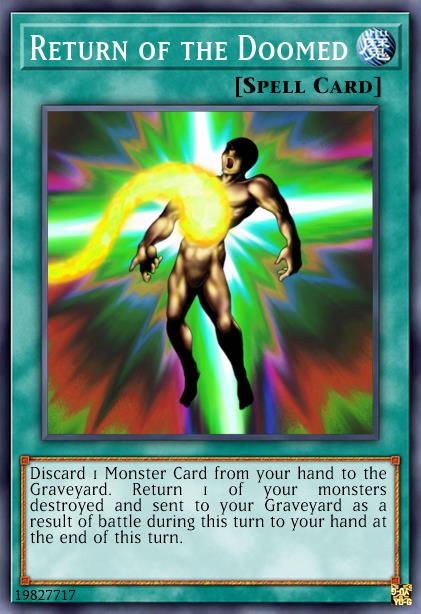 Return of the Doomed
[Spell Card]
Discard 1 Monster Card from your hand to the
Graveyard. Return 1 of your monsters
destroyed and sent to your Graveyard as a
result of battle during this turn to your hand at
the end of this turn.
19827717